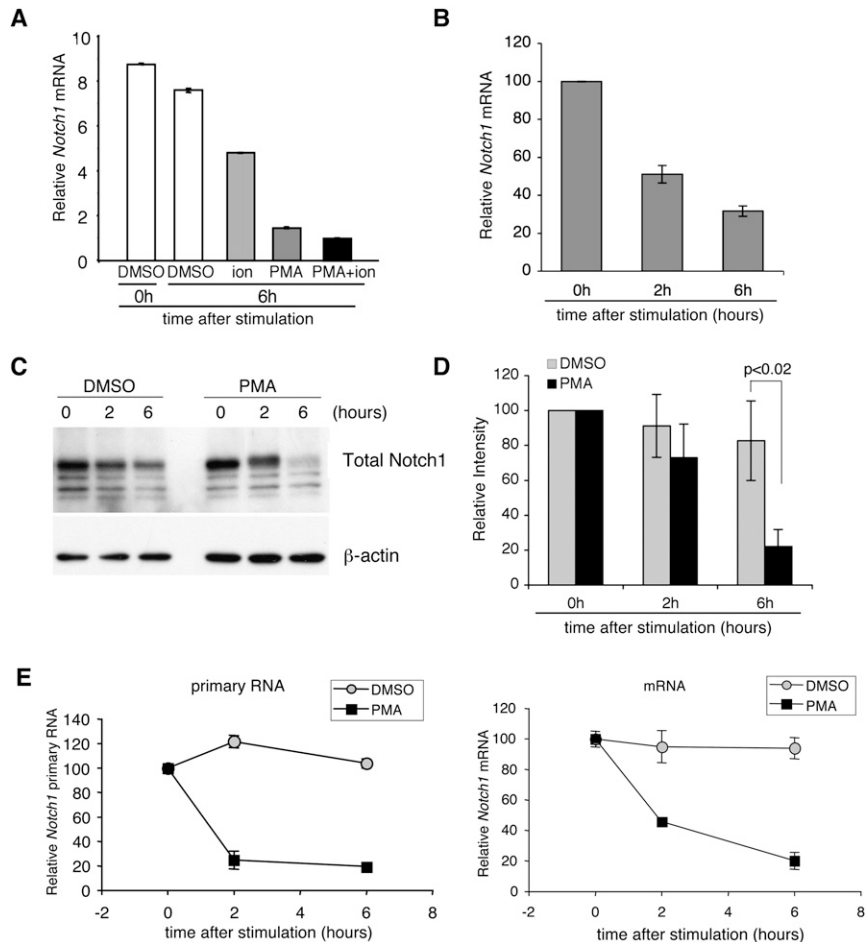 A
Relative Notch1 mRNA
10
8
6
4
2
0
DMSO DMSO ion PMA PMA+ion
0h 6h
time after stimulation
B
Relative Notch1 mRNA
120
100
80
60
40
20
0
0h 2h 6h
time after stimulation (hours)
C
DMSO PMA
0 2 6 0 2 6 (hours)
Total Notch1
β-actin
D
DMSO
PMA
p<0.02
Relative Intensity
120
100
80
60
40
20
0
0h 2h 6h
time after stimulation (hours)
E
primary RNA
DMSO
PMA
Relative Notch1 primary RNA
140
120
100
80
60
40
20
0
-2 0 2 4 6 8
time after stimulation (hours)
mRNA
DMSO
PMA
Relative Notch1 mRNA
120
100
80
60
40
20
0
-2 0 2 4 6 8
time after stimulation (hours)